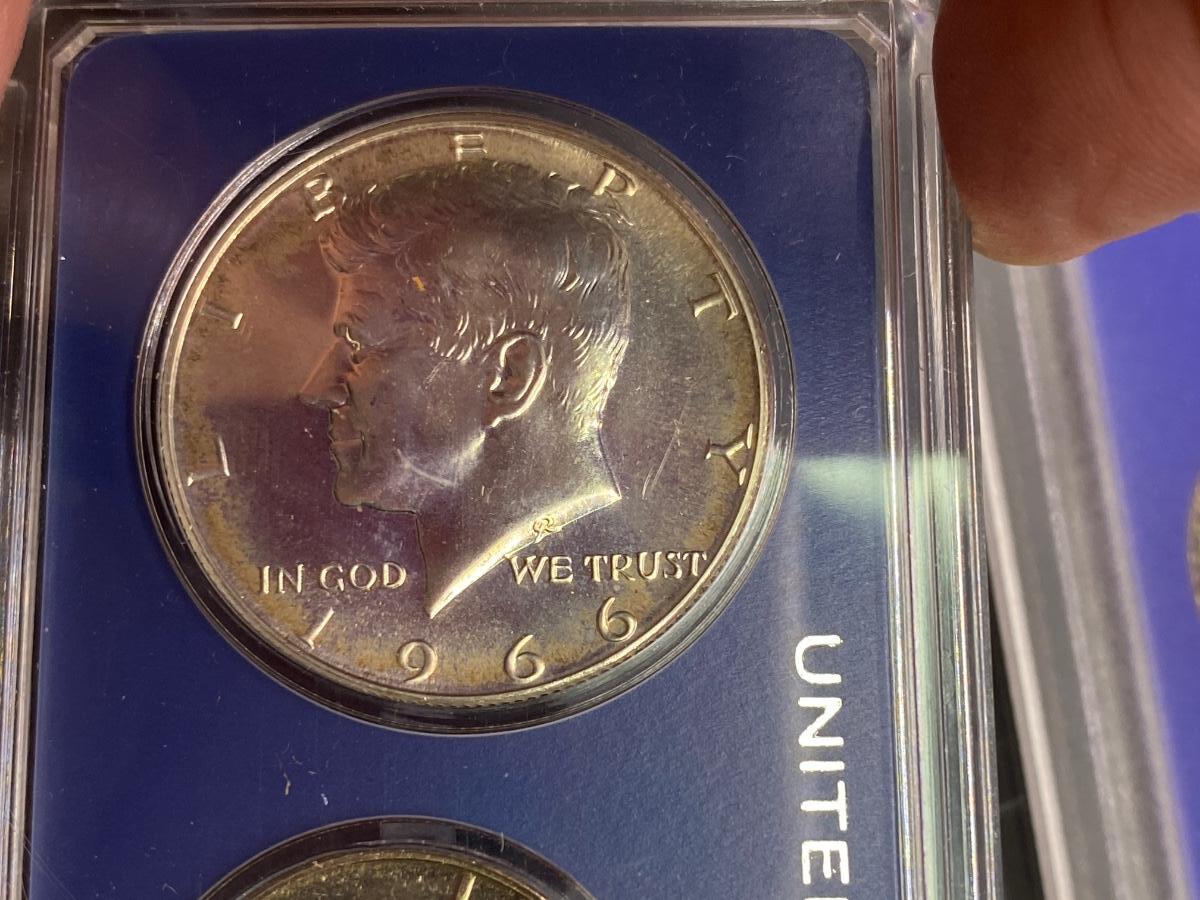 LIBERTY
IN GOD WE TRUST
1966
UNITE